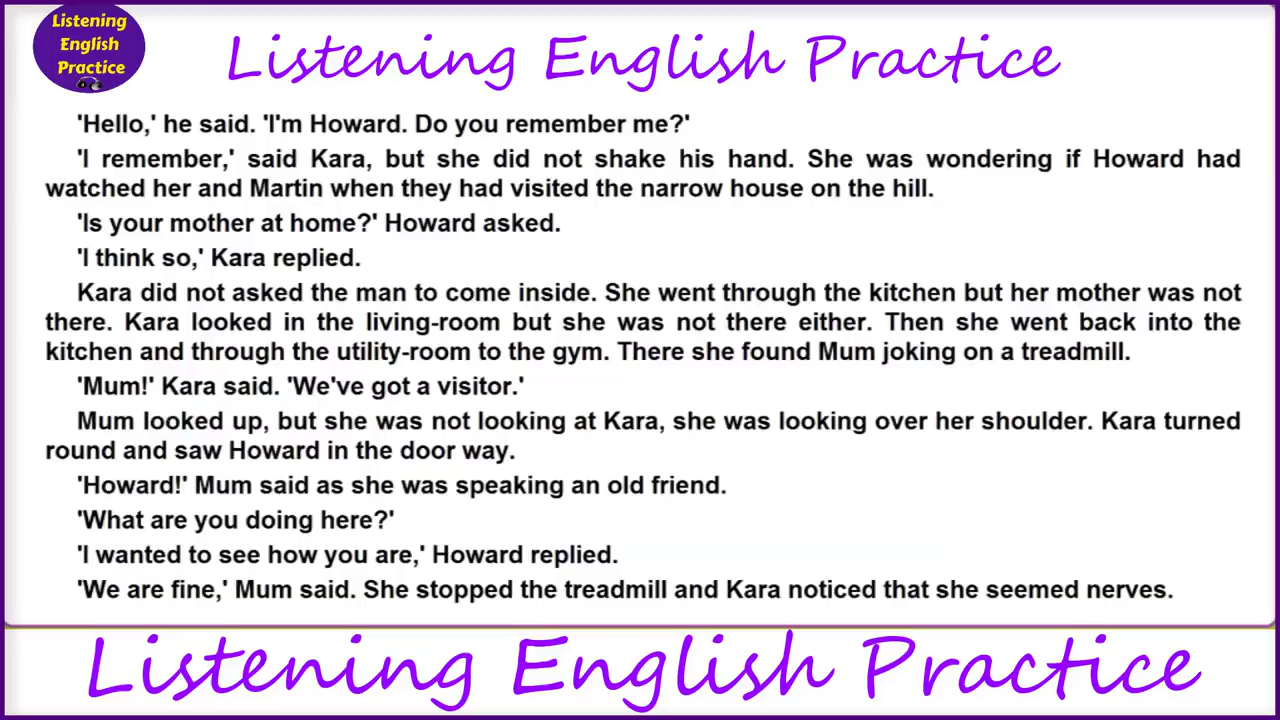 Listening
English
Practice
Listening English Practice
'Hello,' he said. 'I'm Howard. Do you remember me?'
'I remember,' said Kara, but she did not shake his hand. She was wondering if Howard had
watched her and Martin when they had visited the narrow house on the hill.
'Is your mother at home?' Howard asked.
'I think so,' Kara replied.
Kara did not asked the man to come inside. She went through the kitchen but her mother was not
there. Kara looked in the living-room but she was not there either. Then she went back into the
kitchen and through the utility-room to the gym. There she found Mum joking on a treadmill.
'Mum!' Kara said. 'We've got a visitor.'
Mum looked up, but she was not looking at Kara, she was looking over her shoulder. Kara turned
round and saw Howard in the door way.
'Howard!' Mum said as she was speaking an old friend.
'What are you doing here?'
'I wanted to see how you are,' Howard replied.
'We are fine,' Mum said. She stopped the treadmill and Kara noticed that she seemed nerves.
Listening English Practice